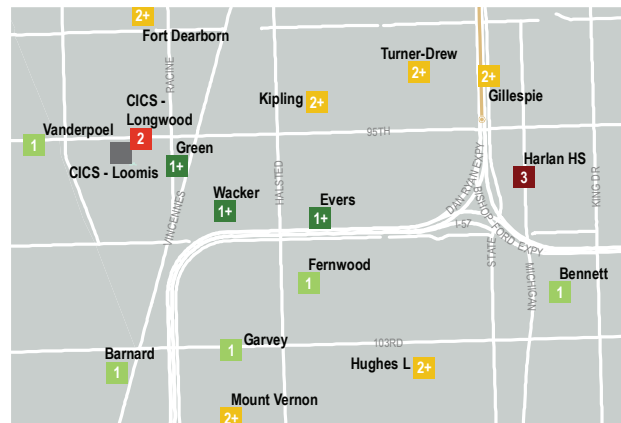 2+
Fort Dearborn
Turner-Drew
2+
2+
Gillespie
RACINE
CICS -
Longwood
2
Kipling
2+
Vanderpoel
1
95TH
CICS - Loomis
Green
1+
Harlan HS
3
DAN RYAN EXPY
BISHOP FORD EXPY
HALSTED
KING DR
Wacker
1+
Evers
1+
VINCENNES
I-57
STATE
MICHIGAN
Fernwood
1
Bennett
1
Garvey
1
103RD
Barnard
1
Hughes L
2+
Mount Vernon
2+